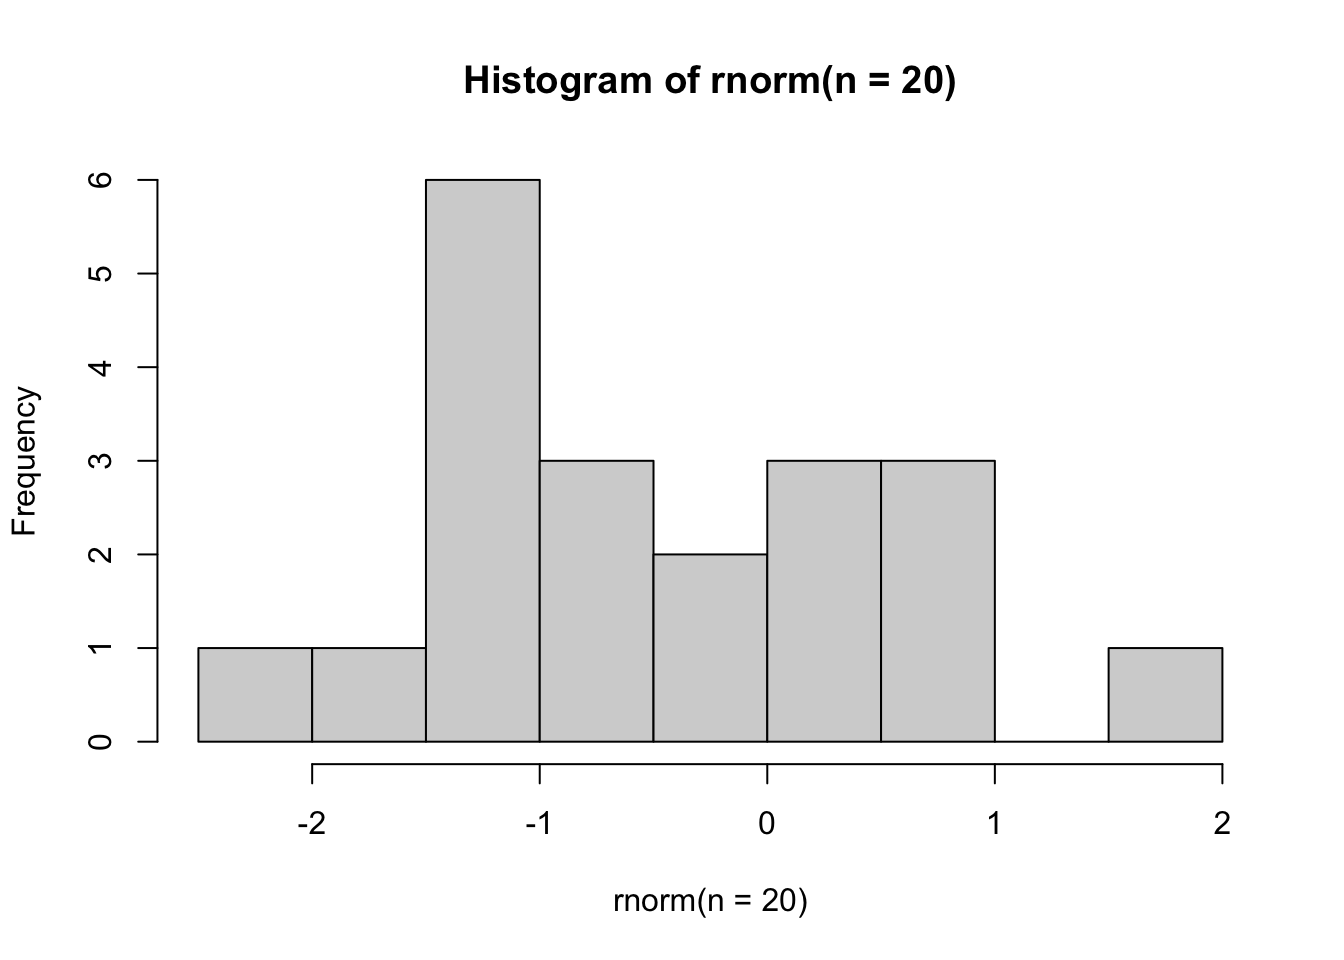 Histogram of rnorm(n = 20)
Frequency
6
5
4
3
2
1
0
-2 -1 0 1 2
rnorm(n = 20)